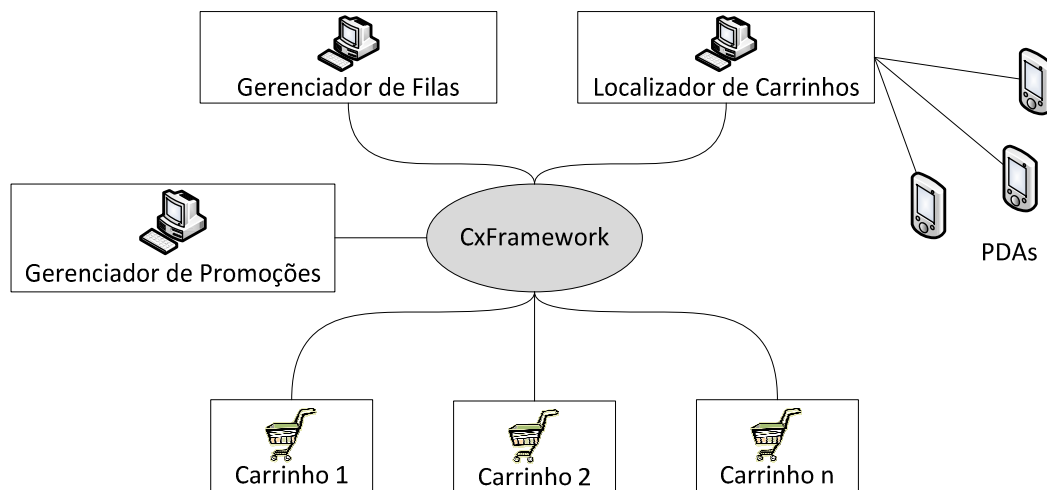 Gerenciador de Filas
Localizador de Carrinhos
PDAs
CxFramework
Gerenciador de Promoções
Carrinho 1
Carrinho 2
Carrinho n